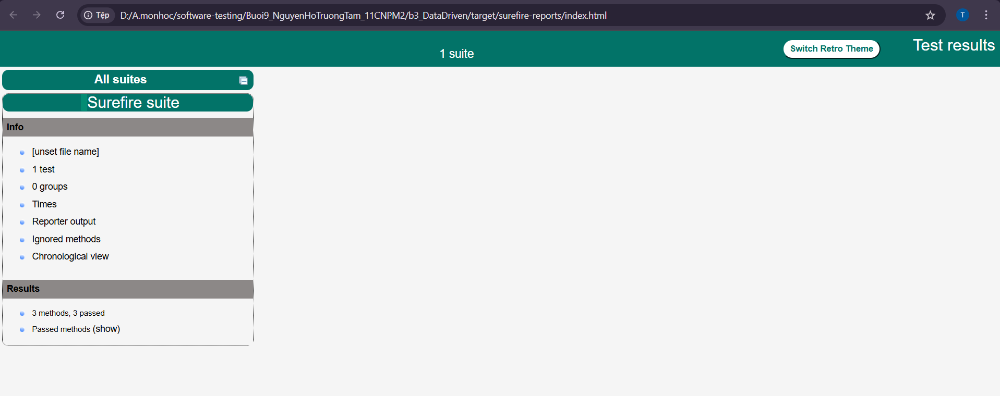 Tệp
D:/A.monhoc/software-testing/Buoi9_NguyenHoTruongTam_11CNPM2/b3_DataDriven/target/surefire-reports/index.html
T
1 suite
Switch Retro Theme
Test results
All suites
Surefire suite
Info
[unset file name]
1 test
0 groups
Times
Reporter output
Ignored methods
Chronological view
Results
3 methods, 3 passed
Passed methods (show)